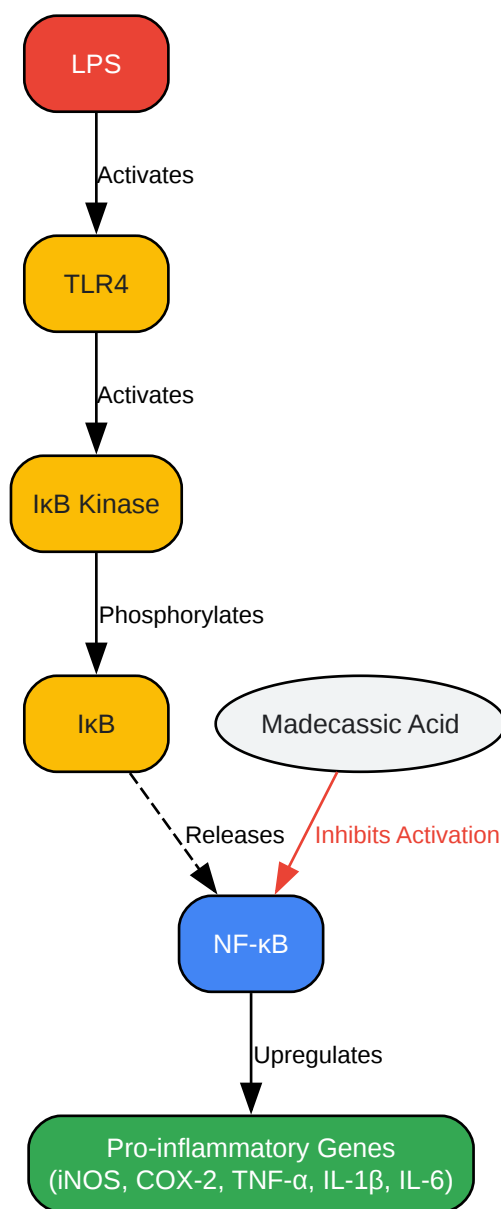 LPS
Activates
TLR4
Activates
IκB Kinase
Phosphorylates
IκB
Madecassic Acid
Releases
Inhibits Activation
NF-κB
Upregulates
Pro-inflammatory Genes
(iNOS, COX-2, TNF-α, IL-1β, IL-6)